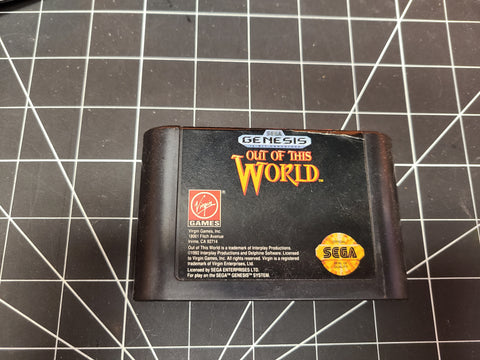 SEGA
GENESIS
OUT OF THIS
WORLD™
Virgin
GAMES
Virgin Games, Inc.
18061 Fitch Avenue
Irvine, CA 92714
Out of This World is a trademark of Interplay Productions.
©1992 Interplay Productions and Delphine Software. Licensed
to Virgin Games, Inc. All rights reserved. Virgin is a registered
trademark of Virgin Enterprises, Ltd.
Licensed by SEGA ENTERPRISES LTD.
For play on the SEGA™ GENESIS™ SYSTEM.
SEGA